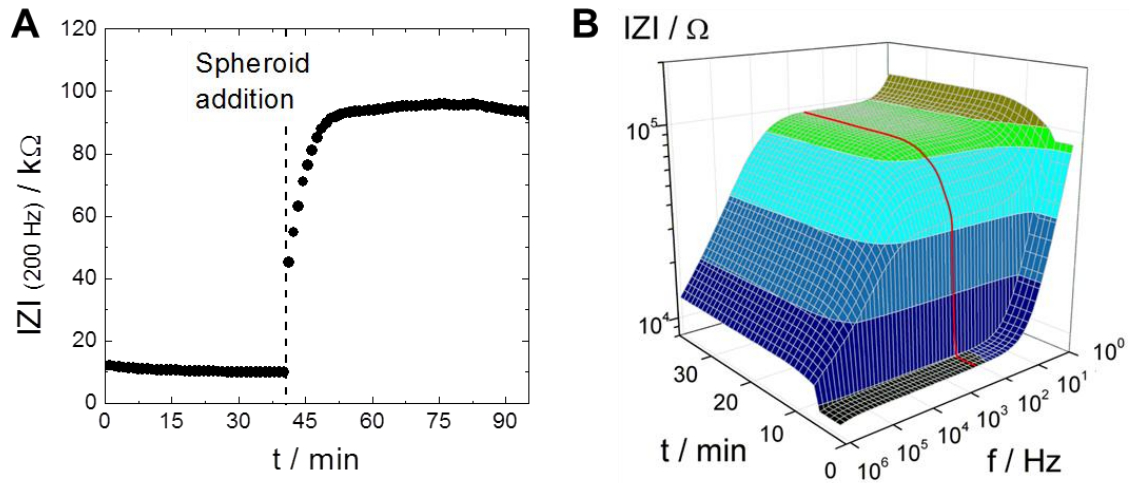 A
120
100
80
60
40
20
0
|Z| (200 Hz) / kΩ
Spheroid
addition
0 15 30 45 60 75 90
t / min
B
|Z| / Ω
10⁵
10⁴
30
20
10
0
t / min
10⁶ 10⁵ 10⁴ 10³ 10² 10¹ 10⁰
f / Hz